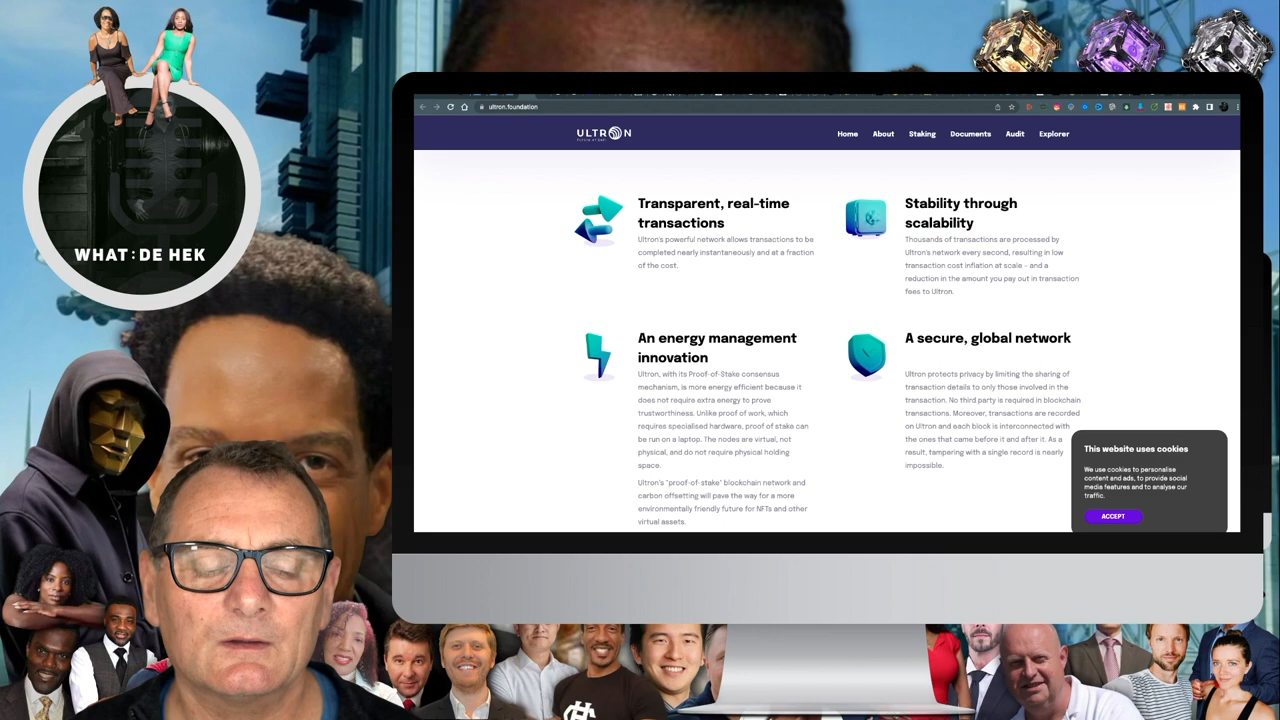 WHAT:DE HEK
ultron.foundation
ULTRON
Home About Staking Documents Audit Explorer
Transparent, real-time
transactions
Ultron's powerful network allows transactions to be
completed nearly instantaneously and at a fraction
of the cost.
Stability through
scalability
Thousands of transactions are processed by
Ultron's network every second, resulting in low
transaction cost inflation at scale - and a
reduction in the amount you pay out in transaction
fees to Ultron.
An energy management
innovation
Ultron, with its Proof-of-Stake consensus
mechanism, is more energy efficient because it
does not require extra energy to prove
trustworthiness. Unlike proof of work, which
requires specialised hardware, proof of stake can
be run on a laptop. The nodes are virtual, not
physical, and do not require physical holding
space.
Ultron's "proof-of-stake" blockchain network and
carbon offsetting will pave the way for a more
environmentally friendly future for NFTs and other
virtual assets.
A secure, global network
Ultron protects privacy by limiting the sharing of
transaction details to only those involved in the
transaction. No third party is required in blockchain
transactions. Moreover, transactions are recorded
on Ultron and each block is interconnected with
the ones that came before it and after it. As a
result, tampering with a single record is nearly
impossible.
This website uses cookies
We use cookies to personalise
content and ads, to provide social
media features and to analyse our
traffic.
ACCEPT